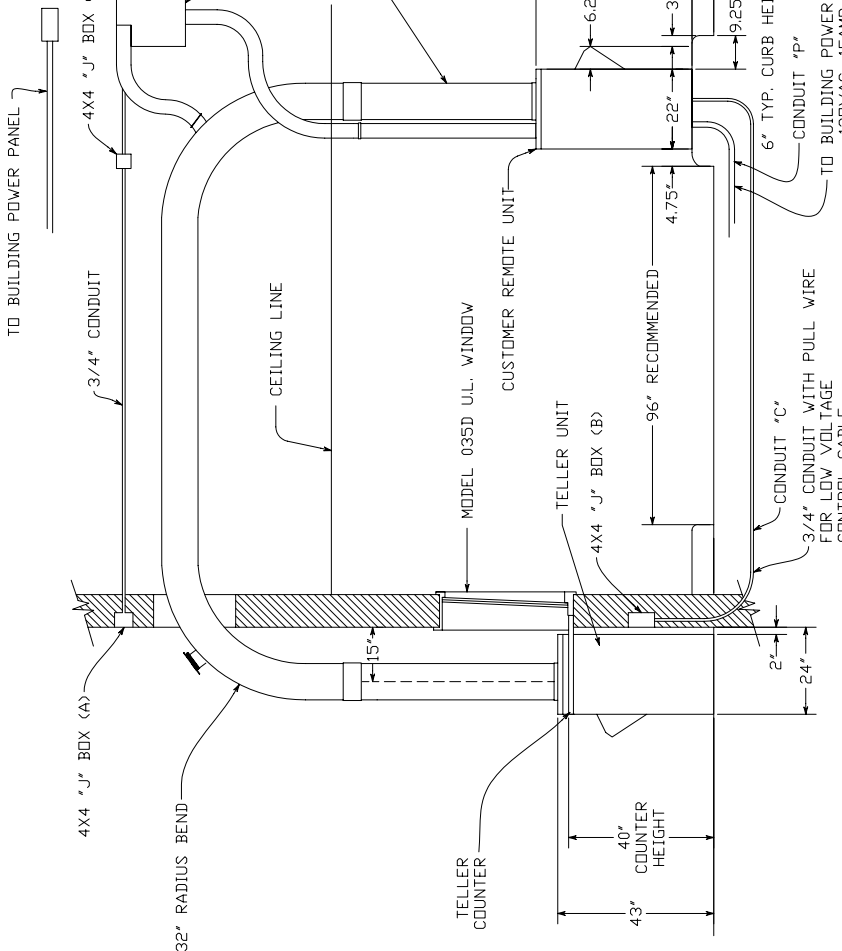 TO BUILDING POWER PANEL
4X4 "J" BOX
3/4" CONDUIT
4X4 "J" BOX (A)
32" RADIUS BEND
CEILING LINE
15"
MODEL 035D U.L. WINDOW
CUSTOMER REMOTE UNIT
TELLER
COUNTER
TELLER UNIT
4X4 "J" BOX (B)
6.2
96" RECOMMENDED
4.75"
22"
3
9.25
40"
COUNTER
HEIGHT
43"
2"
24"
6" TYP. CURB HEI
CONDUIT "P"
TO BUILDING POWER
CONDUIT "C"
3/4" CONDUIT WITH PULL WIRE
FOR LOW VOLTAGE
CONTROL CABLE